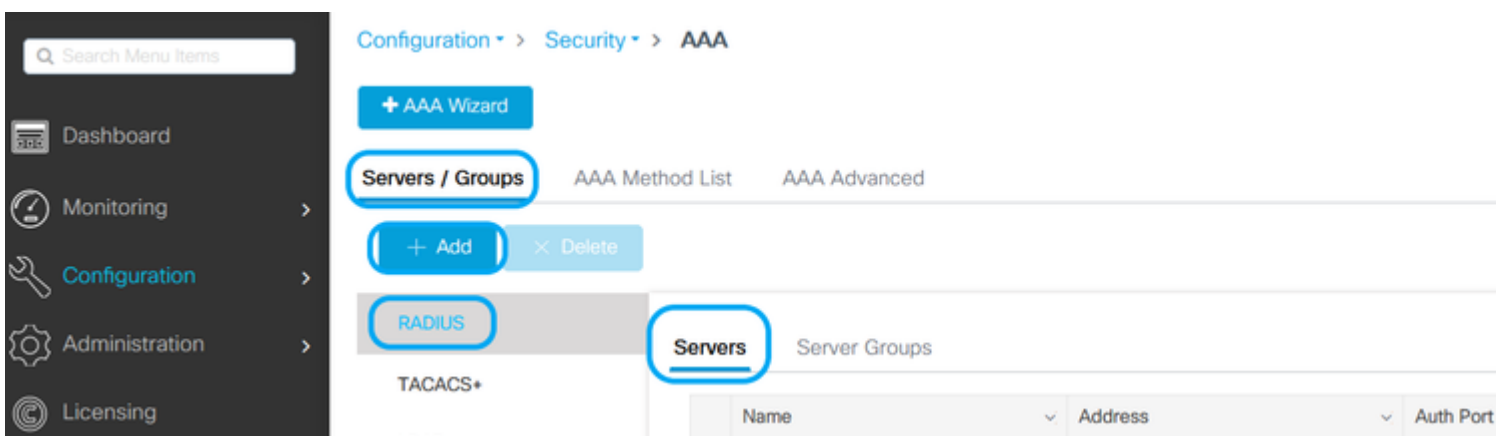 Search Menu Items
Dashboard
Monitoring
Configuration
Administration
Licensing
Configuration > Security > AAA
+ AAA Wizard
Servers / Groups AAA Method List AAA Advanced
+ Add × Delete
RADIUS
TACACS+
Servers Server Groups
Name Address Auth Port